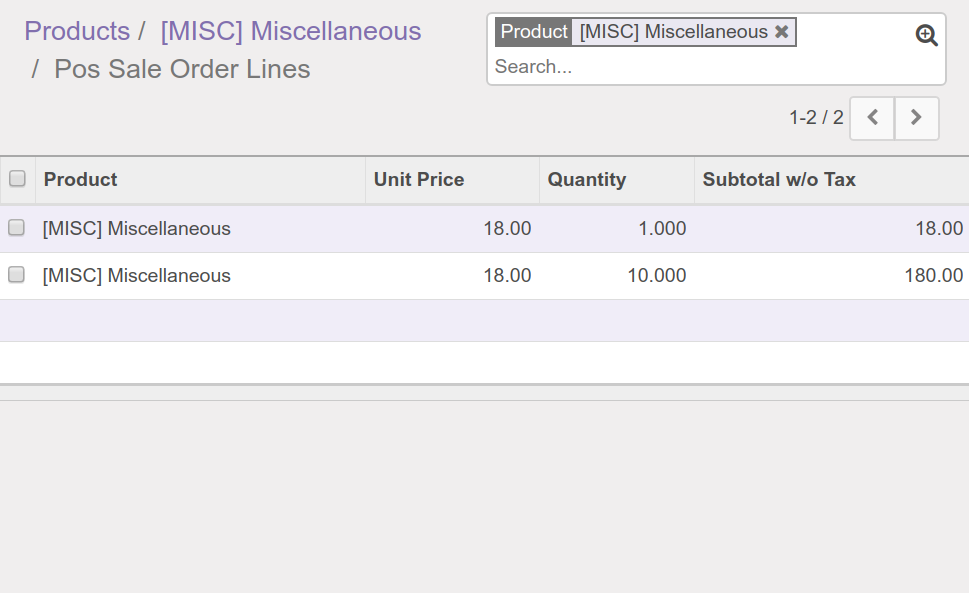 Products / [MISC] Miscellaneous
/ Pos Sale Order Lines
Product [MISC] Miscellaneous
Search...
1-2 / 2
Product Unit Price Quantity Subtotal w/o Tax
[MISC] Miscellaneous 18.00 1.000 18.00
[MISC] Miscellaneous 18.00 10.000 180.00